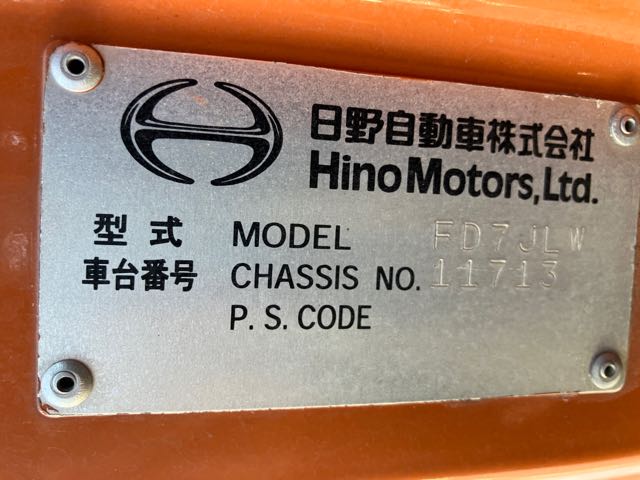 日野自動車株式会社
Hino Motors, Ltd.
型式 MODEL FD7JLW
車台番号 CHASSIS NO. 11713
P. S. CODE